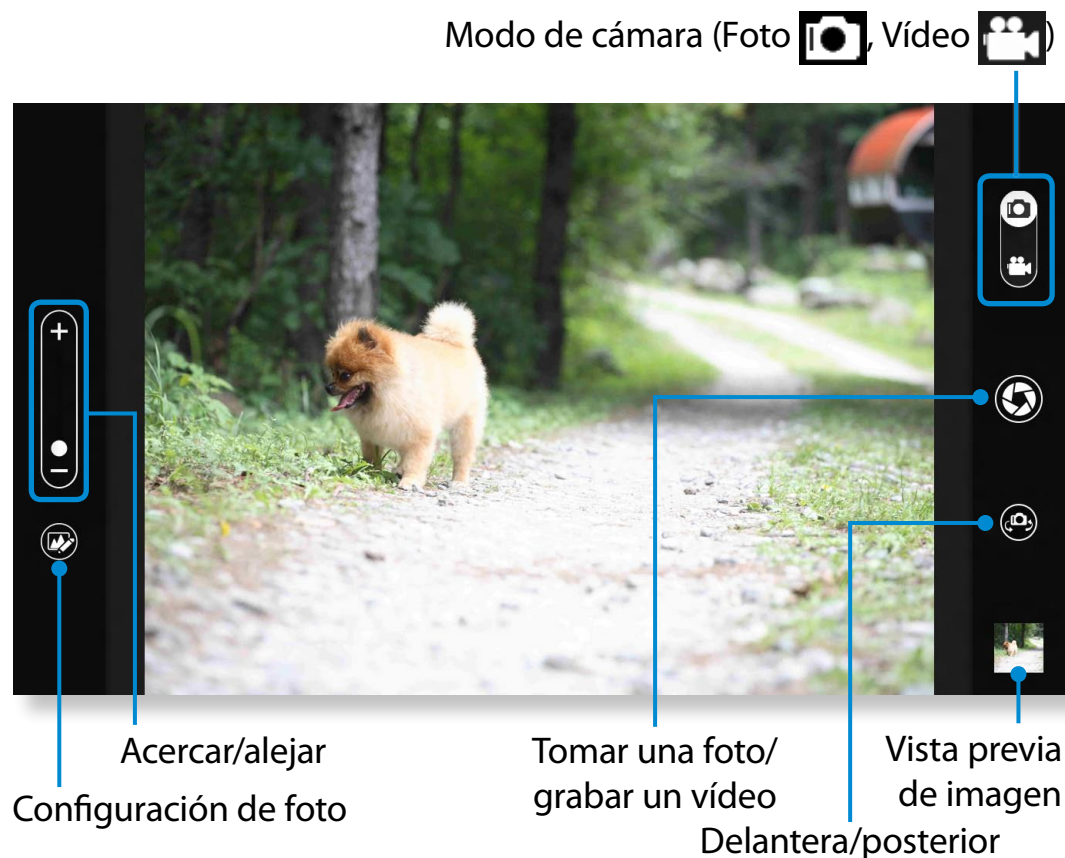 Modo de cámara (Foto , Vídeo )
Acercar/alejar
Configuración de foto
Tomar una foto/
grabar un vídeo
Vista previa
de imagen
Delantera/posterior